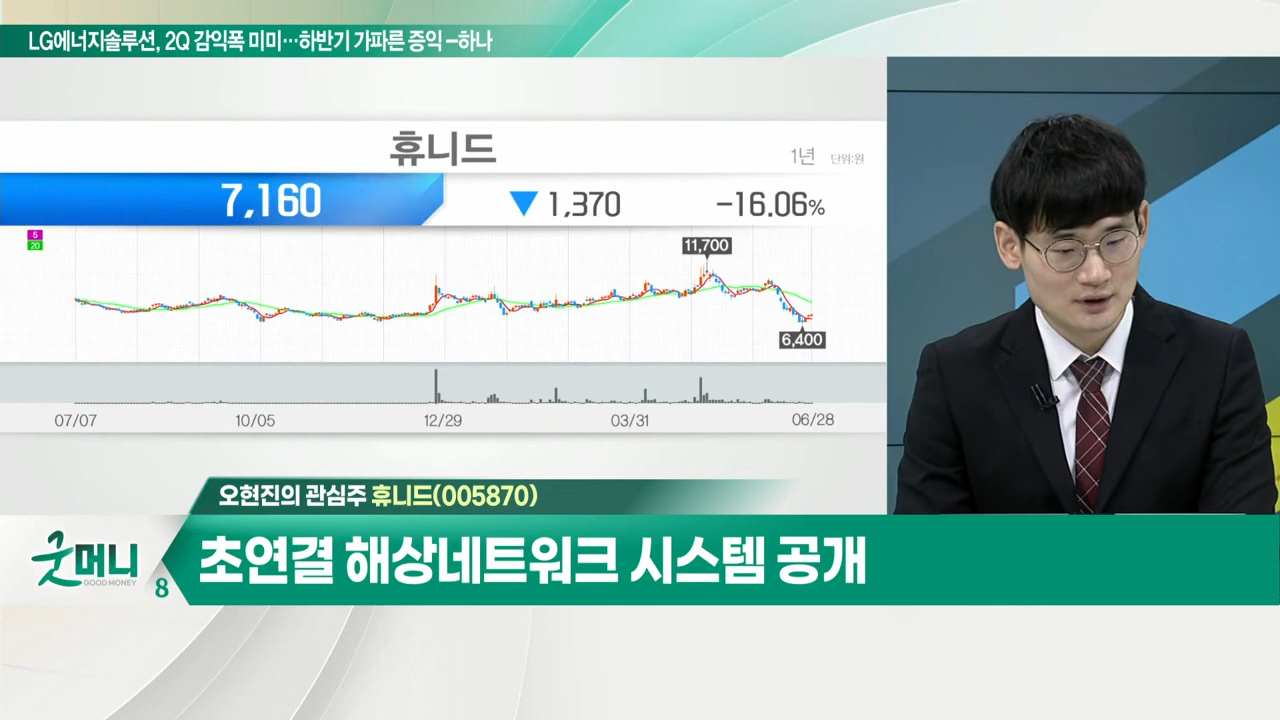 LG에너지솔루션, 2Q 감익폭 미미…하반기 가파른 증익 -하나
휴니드
1년 단위:원
7,160 ▼ 1,370 -16.06%
5
20
11,700
6,400
07/07 10/05 12/29 03/31 06/28
오현진의 관심주 휴니드(005870)
굿머니
GOOD MONEY
8
초연결 해상네트워크 시스템 공개